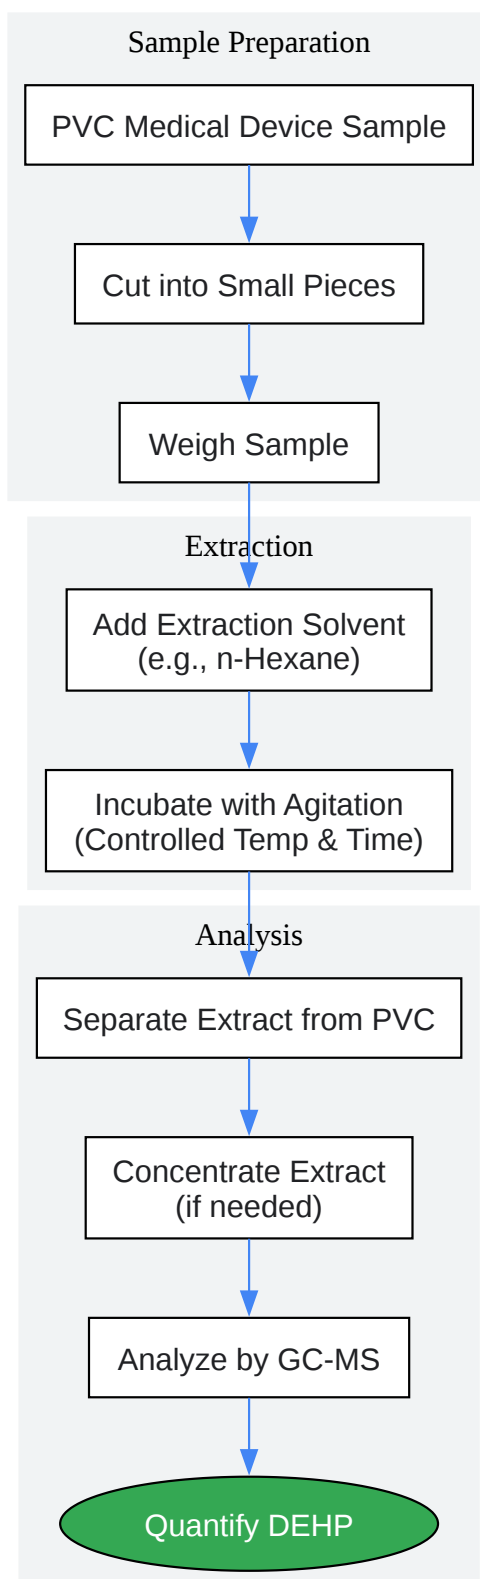 Sample Preparation
PVC Medical Device Sample
Cut into Small Pieces
Weigh Sample
Extraction
Add Extraction Solvent
(e.g., n-Hexane)
Incubate with Agitation
(Controlled Temp & Time)
Analysis
Separate Extract from PVC
Concentrate Extract
(if needed)
Analyze by GC-MS
Quantify DEHP